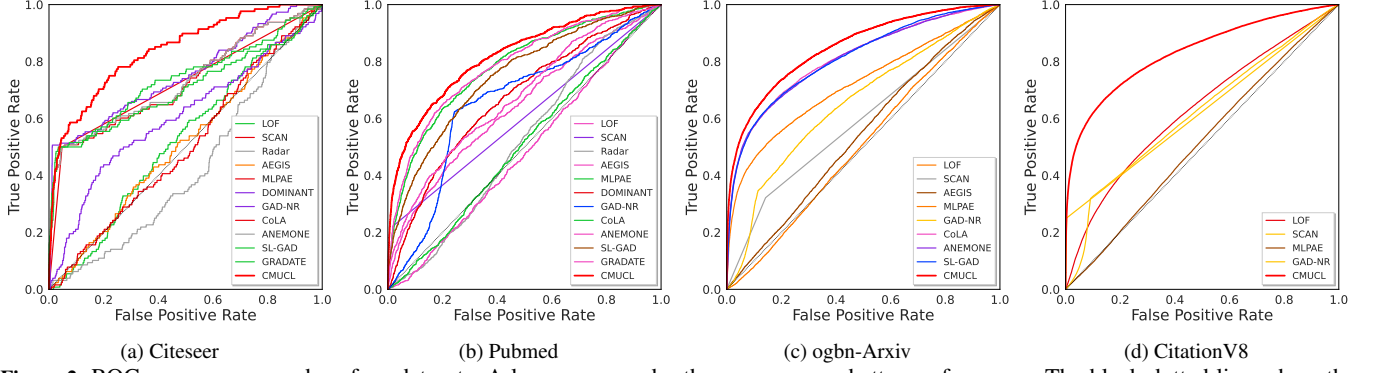 1.0
0.8
0.6
0.4
0.2
0.0
True Positive Rate
LOF
SCAN
Radar
AEGIS
MLPAE
DOMINANT
GAD-NR
CoLA
ANEMONE
SL-GAD
GRADATE
CMUCL
0.0 0.2 0.4 0.6 0.8 1.0
False Positive Rate
(a) Citeseer
1.0
0.8
0.6
0.4
0.2
0.0
True Positive Rate
LOF
SCAN
Radar
AEGIS
MLPAE
DOMINANT
GAD-NR
CoLA
ANEMONE
SL-GAD
GRADATE
CMUCL
0.0 0.2 0.4 0.6 0.8 1.0
False Positive Rate
(b) Pubmed
1.0
0.8
0.6
0.4
0.2
0.0
True Positive Rate
LOF
SCAN
AEGIS
MLPAE
GAD-NR
CoLA
ANEMONE
SL-GAD
CMUCL
0.0 0.2 0.4 0.6 0.8 1.0
False Positive Rate
(c) ogbn-Arxiv
1.0
0.8
0.6
0.4
0.2
0.0
True Positive Rate
LOF
SCAN
MLPAE
GAD-NR
CMUCL
0.0 0.2 0.4 0.6 0.8 1.0
False Positive Rate
(d) CitationV8
ROC The black dotted line